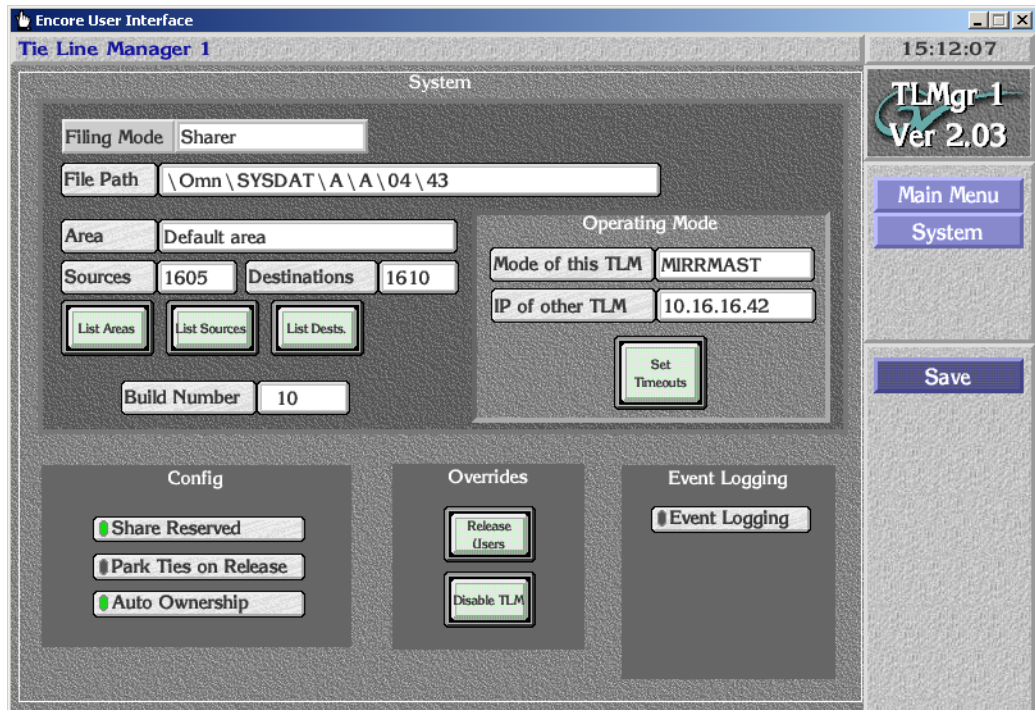 Encore User Interface
Tie Line Manager 1
15:12:07
System
TLMgr 1
Ver 2.03
Filing Mode Sharer
File Path \Omn\SYSDAT\A\A\04\43
Main Menu
System
Area Default area
Sources 1605 Destinations 1610
List Areas List Sources List Dests.
Build Number 10
Operating Mode
Mode of this TLM MIRRMAST
IP of other TLM 10.16.16.42
Set
Timeouts
Save
Config
Share Reserved
Park Ties on Release
Auto Ownership
Overrides
Release
Users
Disable TLM
Event Logging
Event Logging